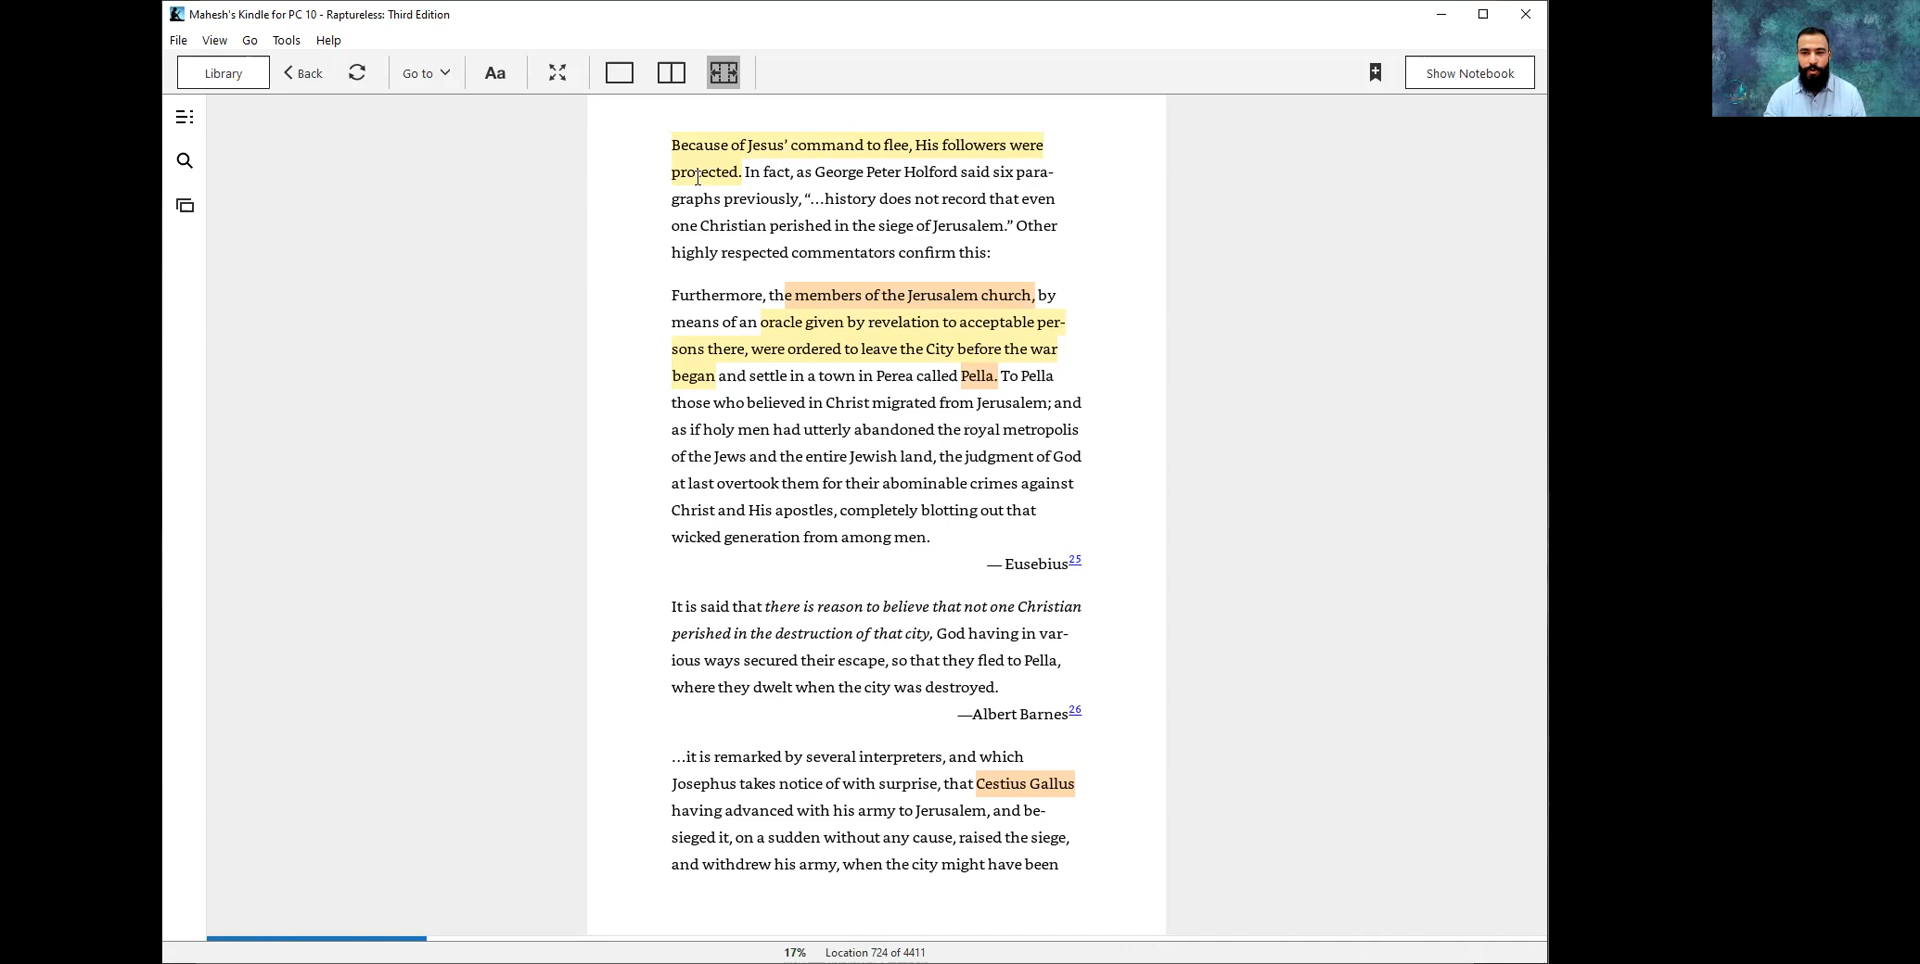 Mahesh's Kindle for PC 10 - Raptureless: Third Edition
File View Go Tools Help
Library Back Go to Aa Show Notebook
Because of Jesus’ command to flee, His followers were
protected. In fact, as George Peter Holford said six para-
graphs previously, “…history does not record that even
one Christian perished in the siege of Jerusalem.” Other
highly respected commentators confirm this:
Furthermore, the members of the Jerusalem church, by
means of an oracle given by revelation to acceptable per-
sons there, were ordered to leave the City before the war
began and settle in a town in Perea called Pella. To Pella
those who believed in Christ migrated from Jerusalem; and
as if holy men had utterly abandoned the royal metropolis
of the Jews and the entire Jewish land, the judgment of God
at last overtook them for their abominable crimes against
Christ and His apostles, completely blotting out that
wicked generation from among men.
— Eusebius25
It is said that there is reason to believe that not one Christian
perished in the destruction of that city, God having in var-
ious ways secured their escape, so that they fled to Pella,
where they dwelt when the city was destroyed.
—Albert Barnes26
…it is remarked by several interpreters, and which
Josephus takes notice of with surprise, that Cestius Gallus
having advanced with his army to Jerusalem, and be-
sieged it, on a sudden without any cause, raised the siege,
and withdrew his army, when the city might have been
17% Location 724 of 4411